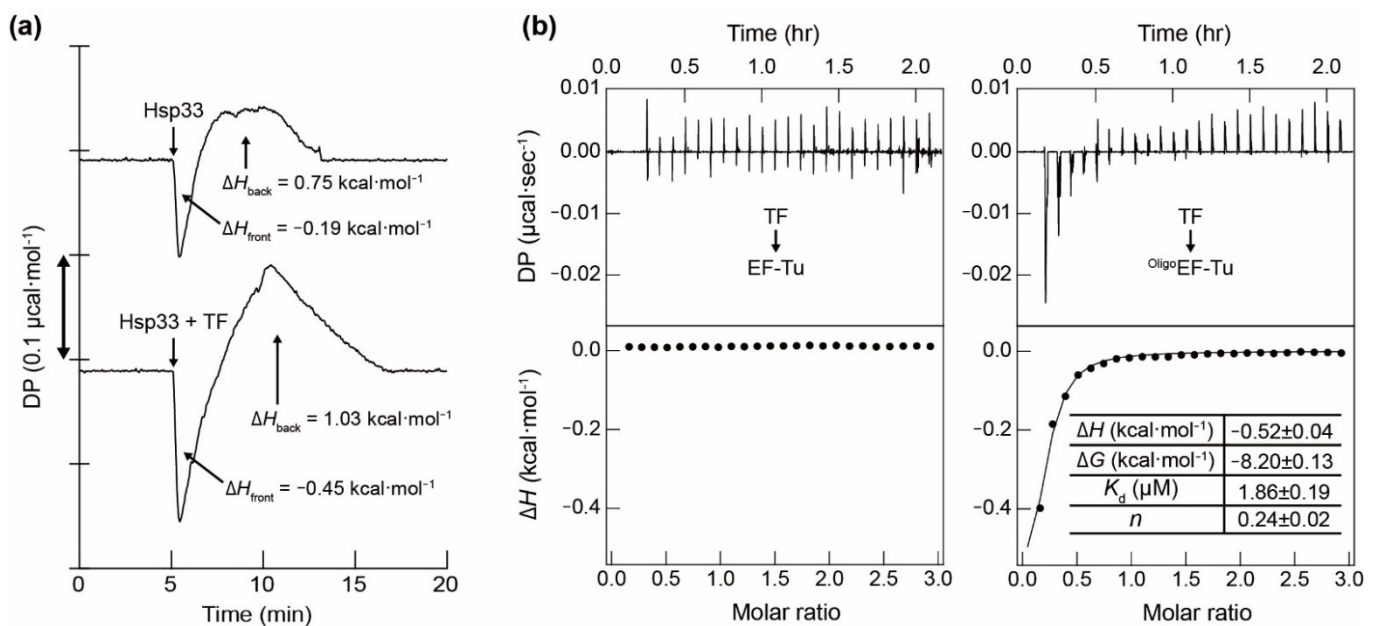 (a)
Hsp33
ΔHback = 0.75 kcal·mol⁻¹
ΔHfront = −0.19 kcal·mol⁻¹
Hsp33 + TF
ΔHback = 1.03 kcal·mol⁻¹
ΔHfront = −0.45 kcal·mol⁻¹
DP (0.1 µcal·mol⁻¹)
0 5 10 15 20
Time (min)
(b)
Time (hr)
0.0 0.5 1.0 1.5 2.0
0.01
0.00
−0.01
−0.02
DP (µcal·sec⁻¹)
TF
EF-Tu
0.0
−0.2
−0.4
ΔH (kcal·mol⁻¹)
0.0 0.5 1.0 1.5 2.0 2.5 3.0
Molar ratio
Time (hr)
0.0 0.5 1.0 1.5 2.0
0.01
0.00
−0.01
−0.02
TF
OligoEF-Tu
0.0
−0.2
−0.4
ΔH (kcal·mol⁻¹) −0.52±0.04
ΔG (kcal·mol⁻¹) −8.20±0.13
Kd (µM) 1.86±0.19
n 0.24±0.02
0.0 0.5 1.0 1.5 2.0 2.5 3.0
Molar ratio